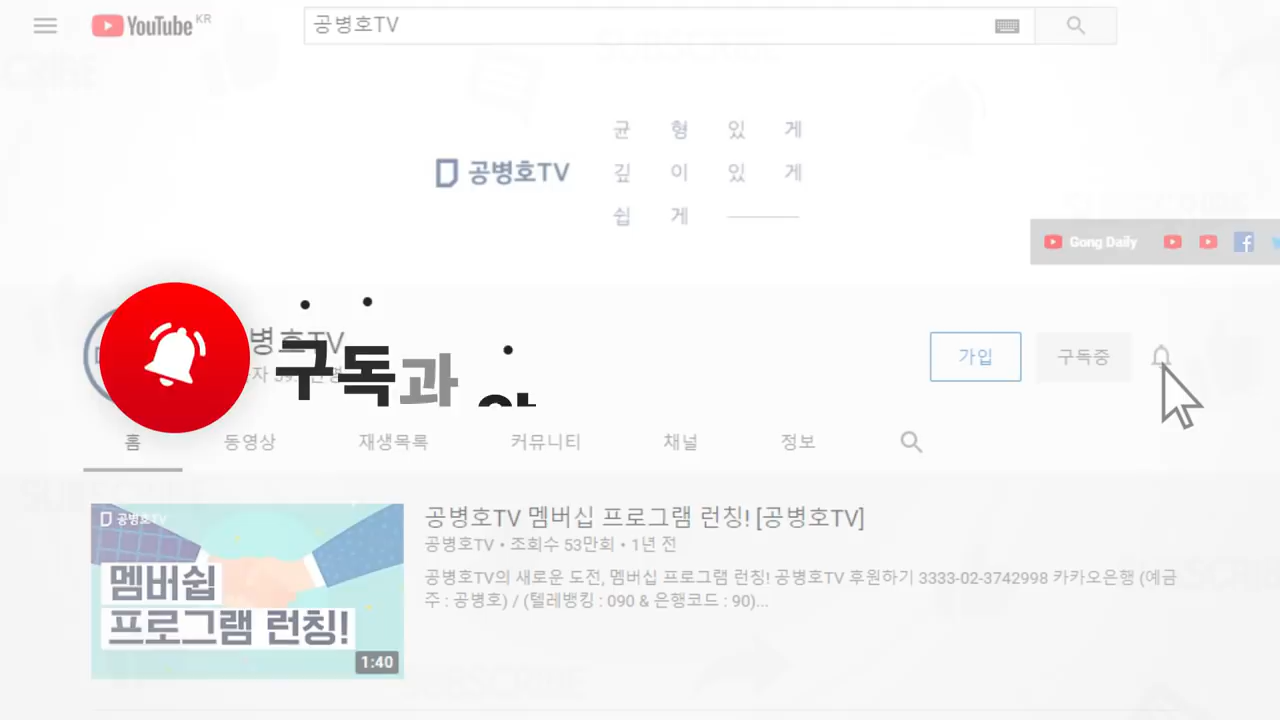 YouTube KR
공병호TV
공병호TV
균 형 있 게
깊 이 있 게
쉽 게
Gong Daily
병호TV
구독과
가입
구독중
홈 동영상 재생목록 커뮤니티 채널 정보
공병호TV
멤버쉽
프로그램 런칭!
1:40
공병호TV 멤버십 프로그램 런칭! [공병호TV]
공병호TV • 조회수 53만회 • 1년 전
공병호TV의 새로운 도전, 멤버십 프로그램 런칭! 공병호TV 후원하기 3333-02-3742998 카카오은행 (예금
주 : 공병호) / (텔레뱅킹 : 090 & 은행코드 : 90)...
SUBSCRIBE